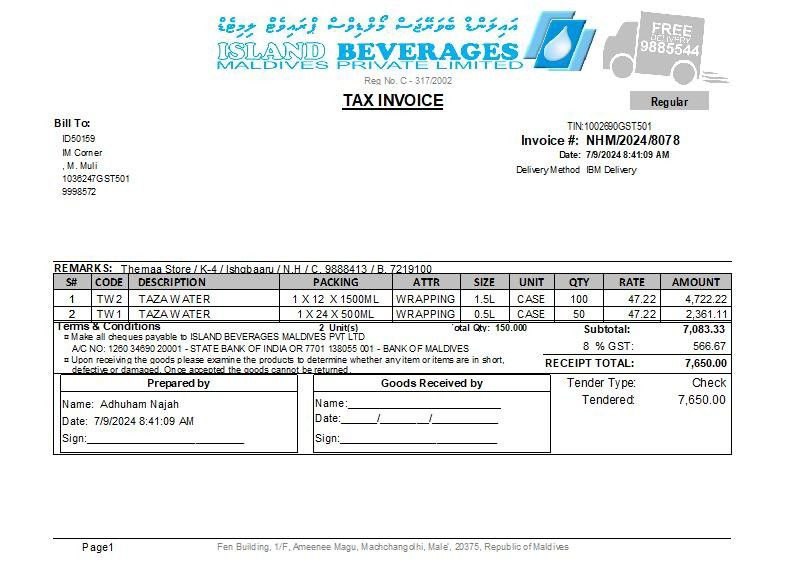 އައިލަންޑް ބެވަރޭޖަސް މޯލްޑިވްސް ޕްރައިވެޓް ލިމިޓެޑް
ISLAND BEVERAGES
MALDIVES PRIVATE LIMITED
FREE
DELIVERY
9885544
Reg No. C - 317/2002
TAX INVOICE
Regular
Bill To:
ID50159
IM Corner
, M. Muli
1036247GST501
9998572
TIN:1002690GST501
Invoice #: NHM/2024/8078
Date: 7/9/2024 8:41:09 AM
Delivery Method IBM Delivery
REMARKS: Themaa Store / K-4 / Ishqbaaru / N.H / C. 9888413 / B. 7219100
S# CODE DESCRIPTION PACKING ATTR SIZE UNIT QTY RATE AMOUNT
1 TW2 TAZA WATER 1 X 12 X 1500ML WRAPPING 1.5L CASE 100 47.22 4,722.22
2 TW1 TAZA WATER 1 X 24 X 500ML WRAPPING 0.5L CASE 50 47.22 2,361.11
Terms & Conditions 2 Unit(s) otal Qty: 150.000 Subtotal: 7,083.33
¤ Make all cheques payable to ISLAND BEVERAGES MALDIVES PVT LTD
A/C NO: 1260 34690 20001 - STATE BANK OF INDIA OR 7701 138055 001 - BANK OF MALDIVES
8 % GST: 566.67
¤ Upon receiving the goods please examine the products to determine whether any item or items are in short,
defective or damaged. Once accepted the goods cannot be returned.
RECEIPT TOTAL: 7,650.00
Prepared by
Name: Adhuham Najah
Date: 7/9/2024 8:41:09 AM
Sign:
Goods Received by
Name:
Date: / /
Sign:
Tender Type: Check
Tendered: 7,650.00
Page1
Fen Building, 1/F, Ameenee Magu, Machchangolhi, Male', 20375, Republic of Maldives